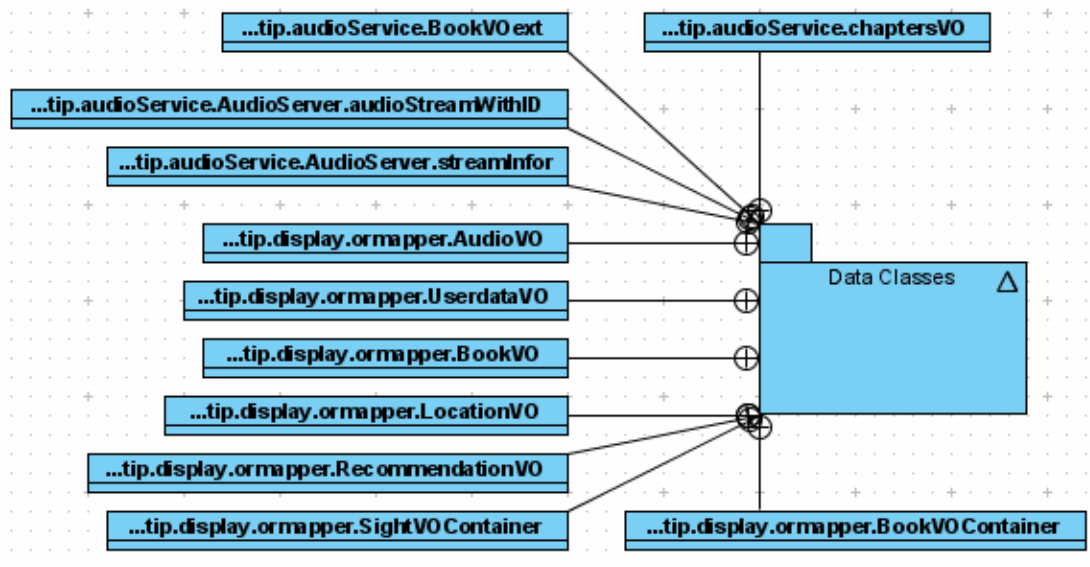 ...tip.audioService.BookVOext
...tip.audioService.chaptersVO
...tip.audioService.AudioServer.audioStreamWithID
...tip.audioService.AudioServer.streamInfor
...tip.display.ormapper.AudioVO
Data Classes
...tip.display.ormapper.UserdataVO
...tip.display.ormapper.BookVO
...tip.display.ormapper.LocationVO
...tip.display.ormapper.RecommendationVO
...tip.display.ormapper.SightVOContainer
...tip.display.ormapper.BookVOContainer